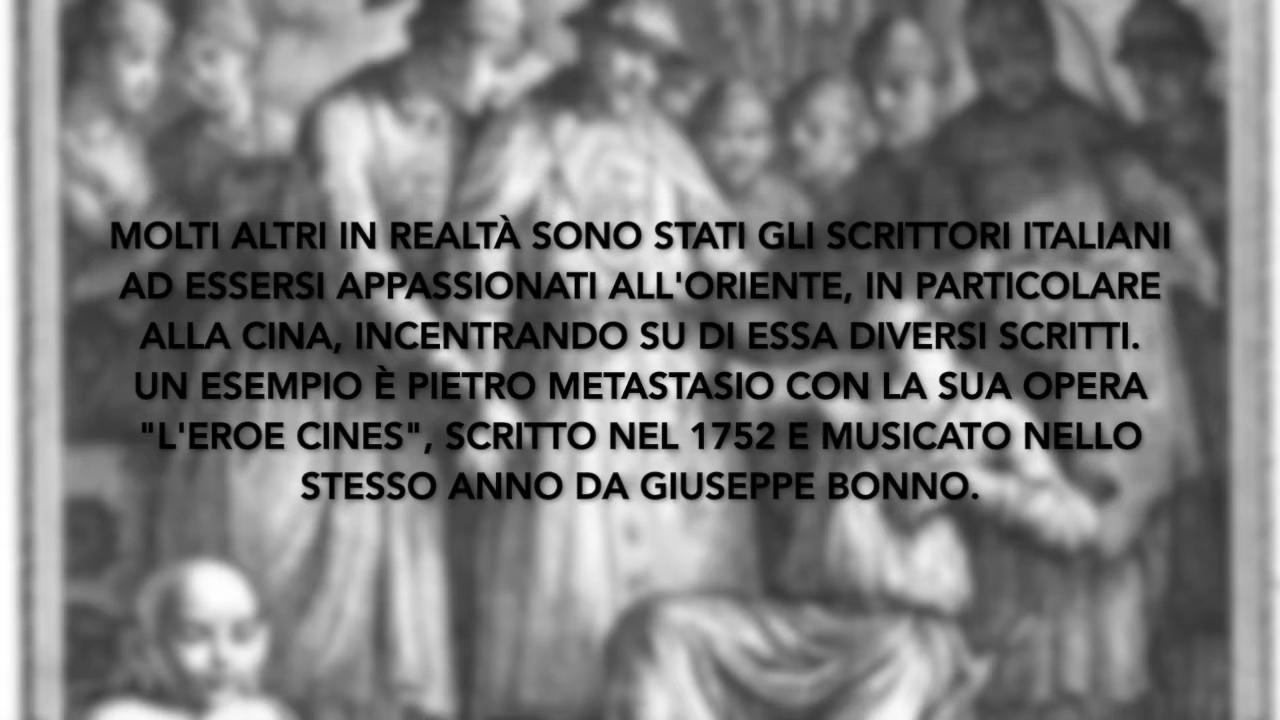 MOLTI ALTRI IN REALTÀ SONO STATI GLI SCRITTORI ITALIANI
AD ESSERSI APPASSIONATI ALL'ORIENTE, IN PARTICOLARE
ALLA CINA, INCENTRANDO SU DI ESSA DIVERSI SCRITTI.
UN ESEMPIO È PIETRO METASTASIO CON LA SUA OPERA
"L'EROE CINES", SCRITTO NEL 1752 E MUSICATO NELLO
STESSO ANNO DA GIUSEPPE BONNO.